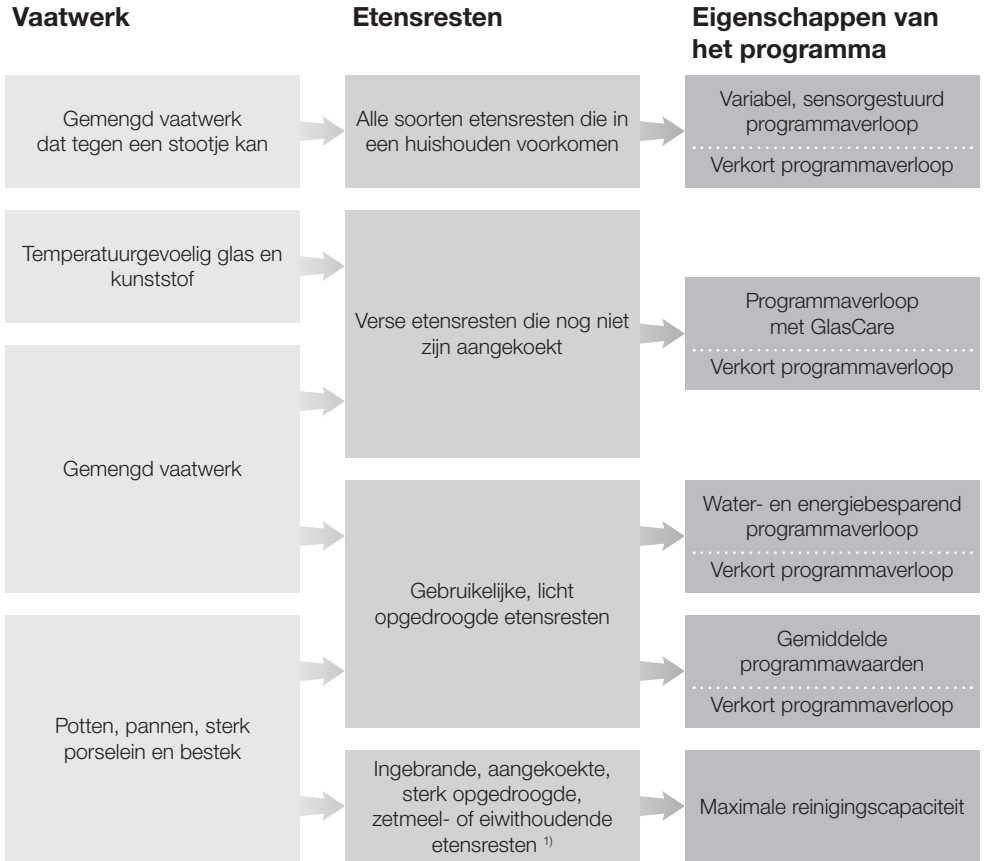 Vaatwerk
Etensresten
Eigenschappen van
het programma
Gemengd vaatwerk
dat tegen een stootje kan
Alle soorten etensresten die in
een huishouden voorkomen
Variabel, sensorgestuurd
programmaverloop
Verkort programmaverloop
Temperatuurgevoelig glas en
kunststof
Verse etensresten die nog niet
zijn aangekoekt
Programmaverloop
met GlasCare
Verkort programmaverloop
Gemengd vaatwerk
Gebruikelijke, licht
opgedroogde etensresten
Water- en energiebesparend
programmaverloop
Verkort programmaverloop
Gemiddelde
programmawaarden
Verkort programmaverloop
Potten, pannen, sterk
porselein en bestek
Ingebrande, aangekoekte,
sterk opgedroogde,
zetmeel- of eiwithoudende
etensresten 1)
Maximale reinigingscapaciteit